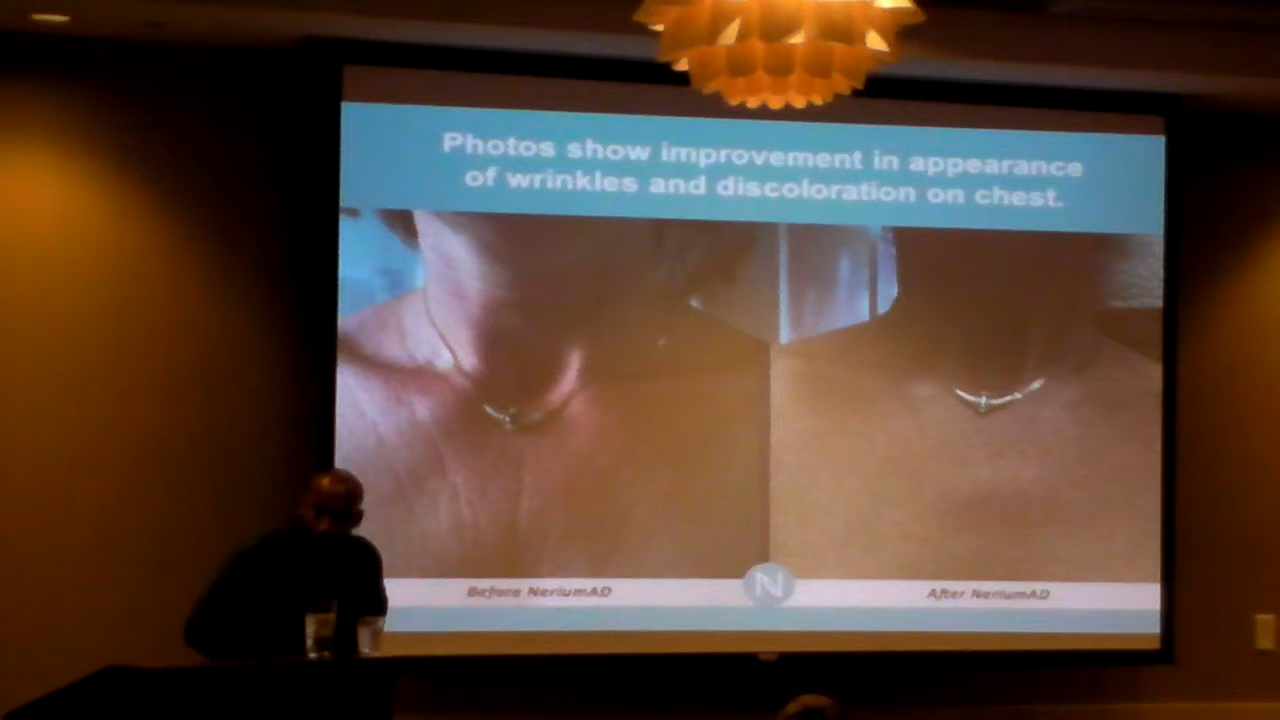 Photos show improvement in appearance
of wrinkles and discoloration on chest.
Before NeriumAD
N
After NeriumAD